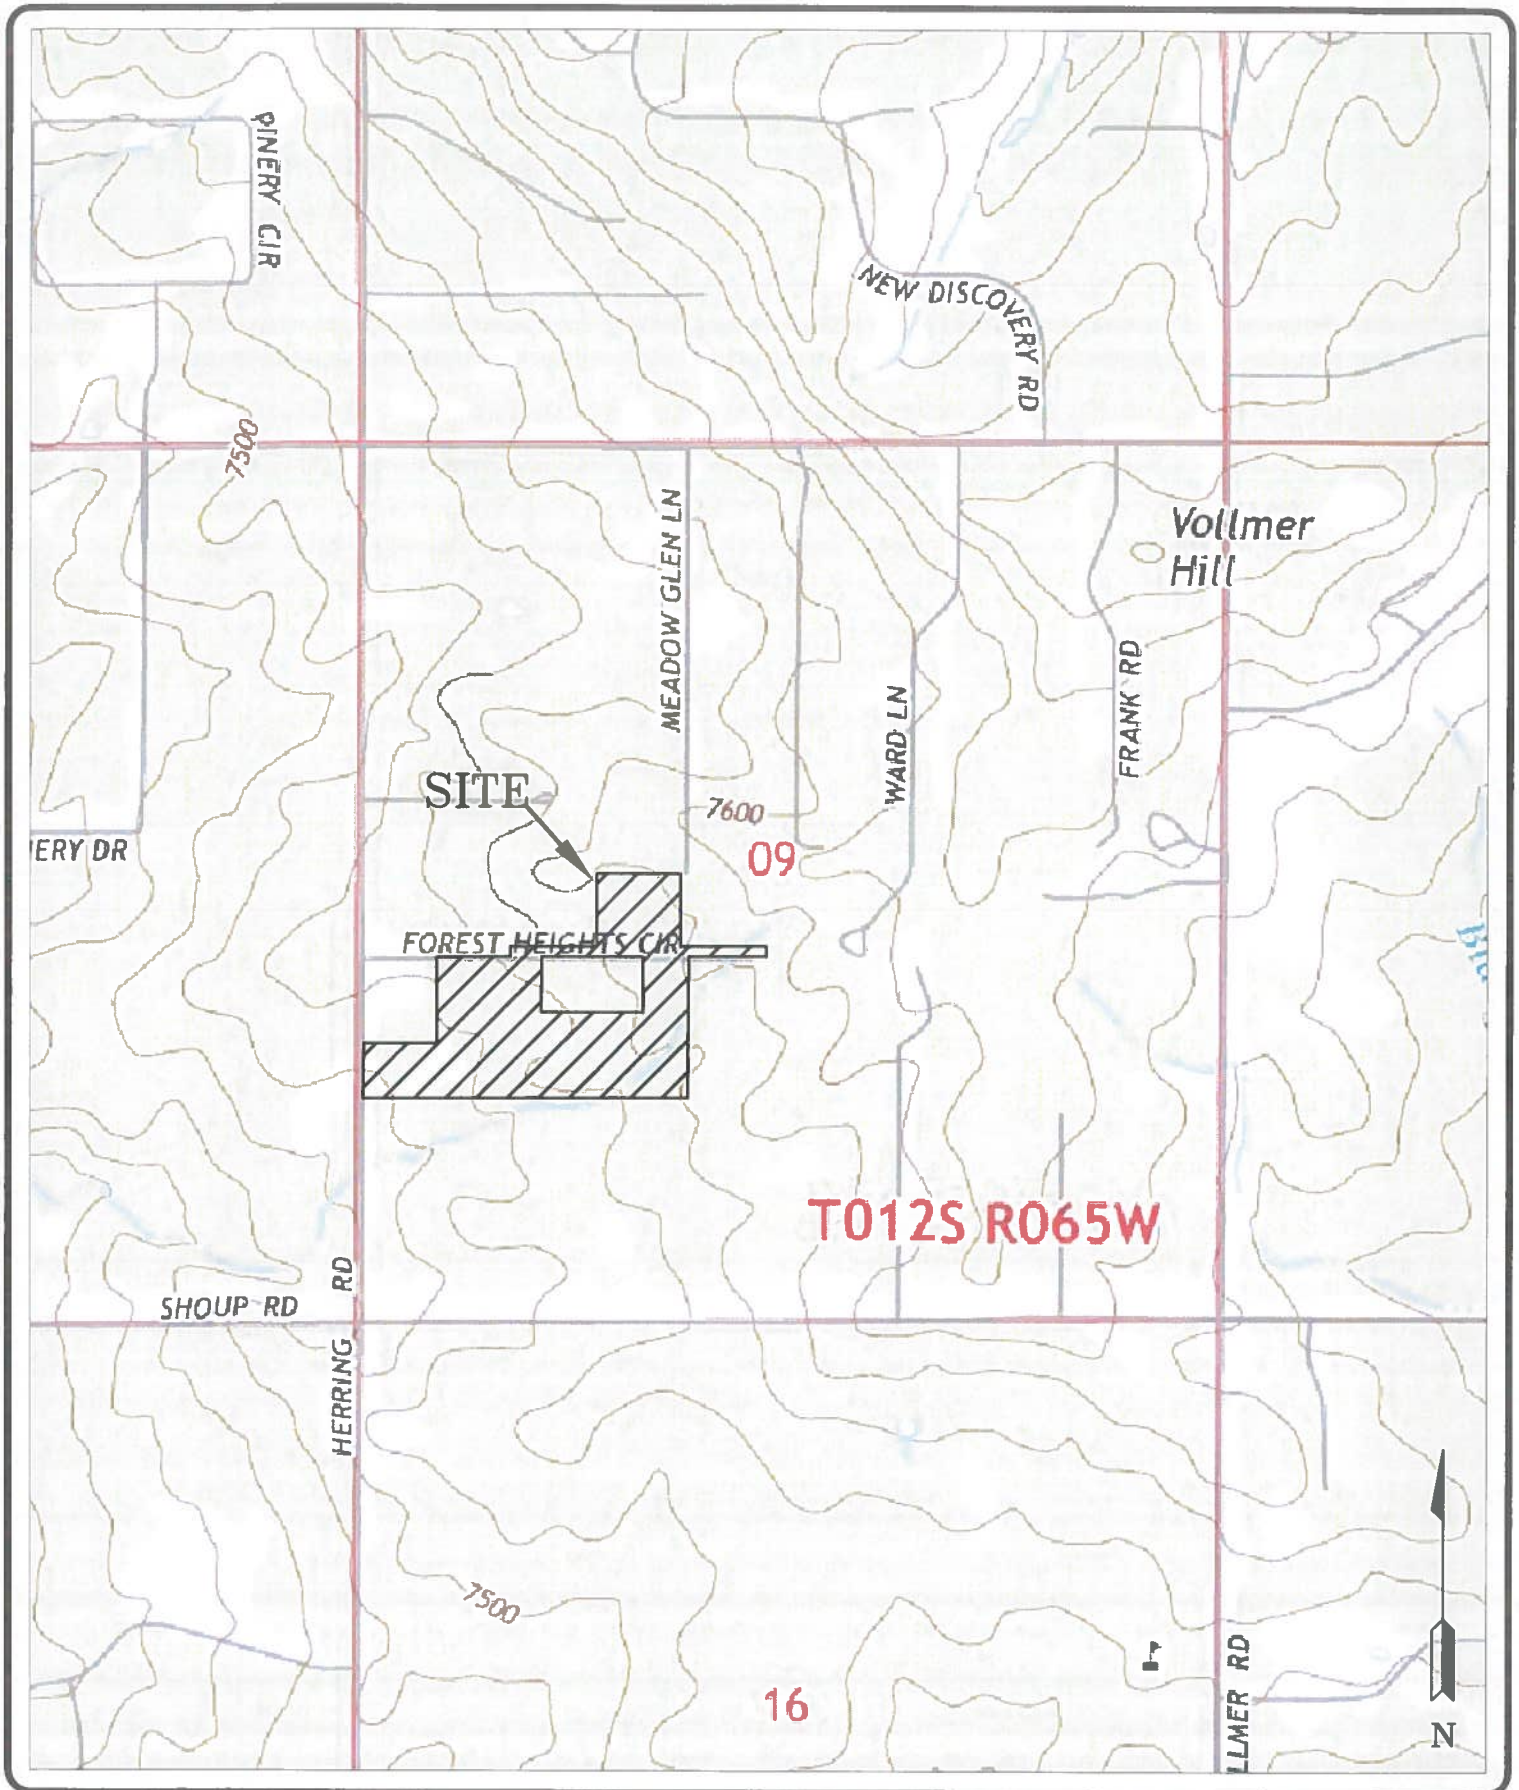 PINERY CIR
NEW DISCOVERY RD
7500
MEADOW GLEN LN
Vollmer
Hill
WARD LN
FRANK RD
SITE
7600
09
IERY DR
FOREST HEIGHTS CIR
T012S R065W
SHOUP RD
HERRING RD
7500
16
LLMER RD
N